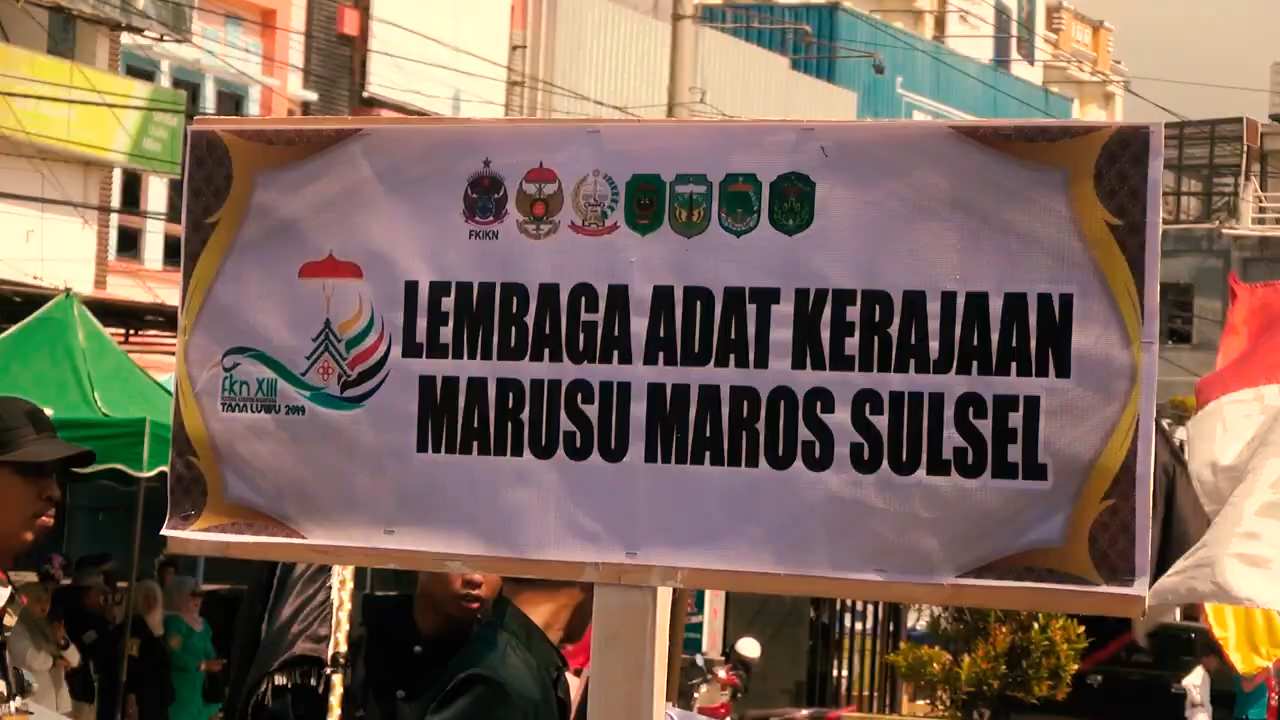 FKIKN
LEMBAGA ADAT KERAJAAN
MARUSU MAROS SULSEL
fkn XIII
TANA LUWU 2019